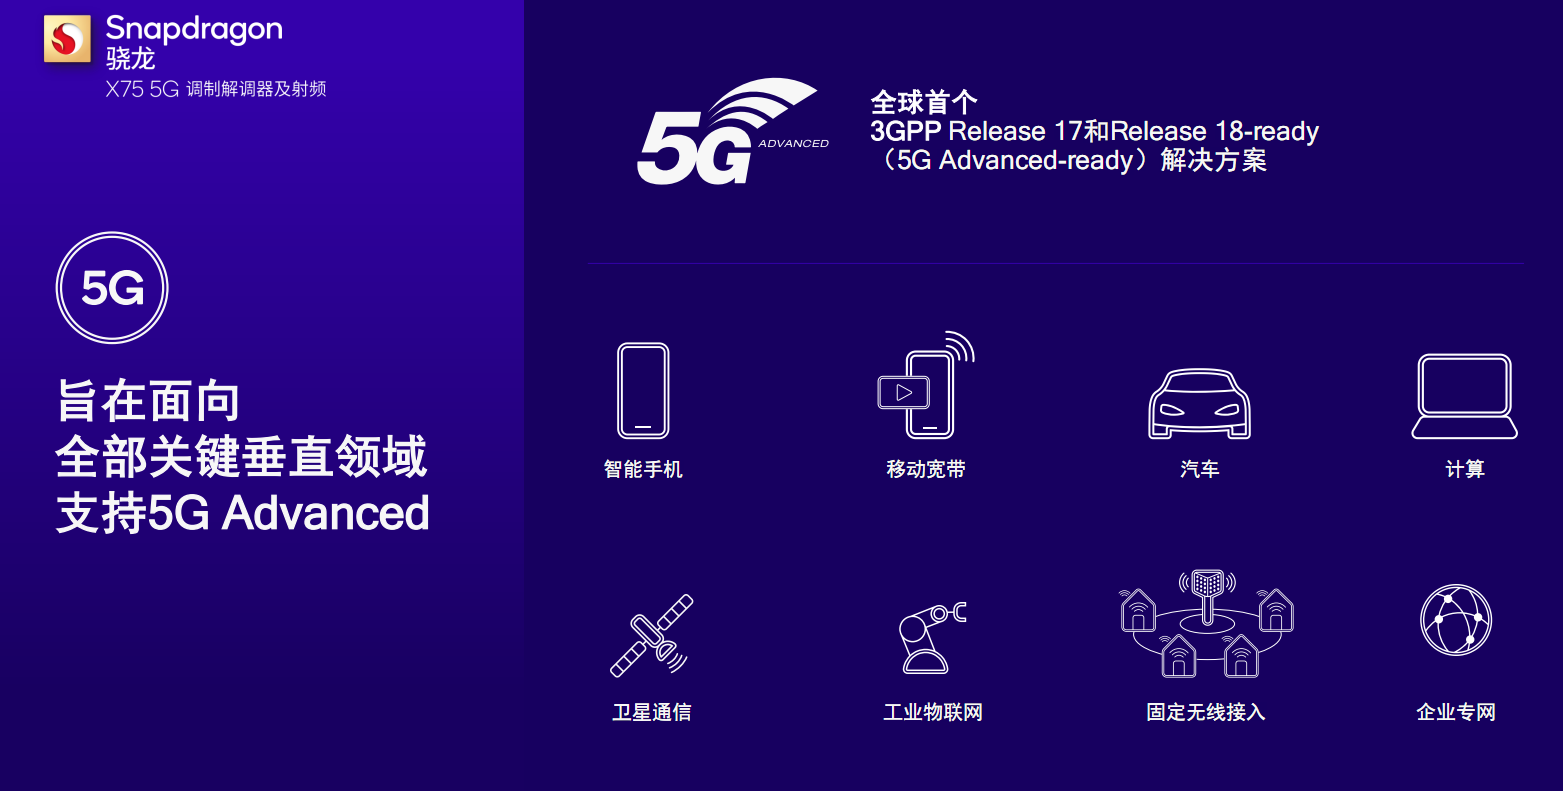 Snapdragon
骁龙
X75 5G 调制解调器及射频
5G
旨在面向
全部关键垂直领域
支持5G Advanced
5G ADVANCED
全球首个
3GPP Release 17和Release 18-ready
（5G Advanced-ready）解决方案
智能手机
移动宽带
汽车
计算
卫星通信
工业物联网
固定无线接入
企业专网